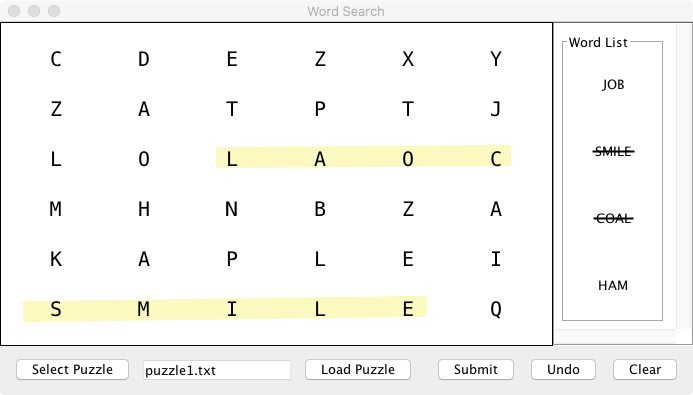 Word Search
C D E Z X Y
Z A T P T J
L O L A O C
M H N B Z A
K A P L E I
S M I L E Q
Word List
JOB
SMILE
COAL
HAM
Select Puzzle puzzle1.txt Load Puzzle Submit Undo Clear